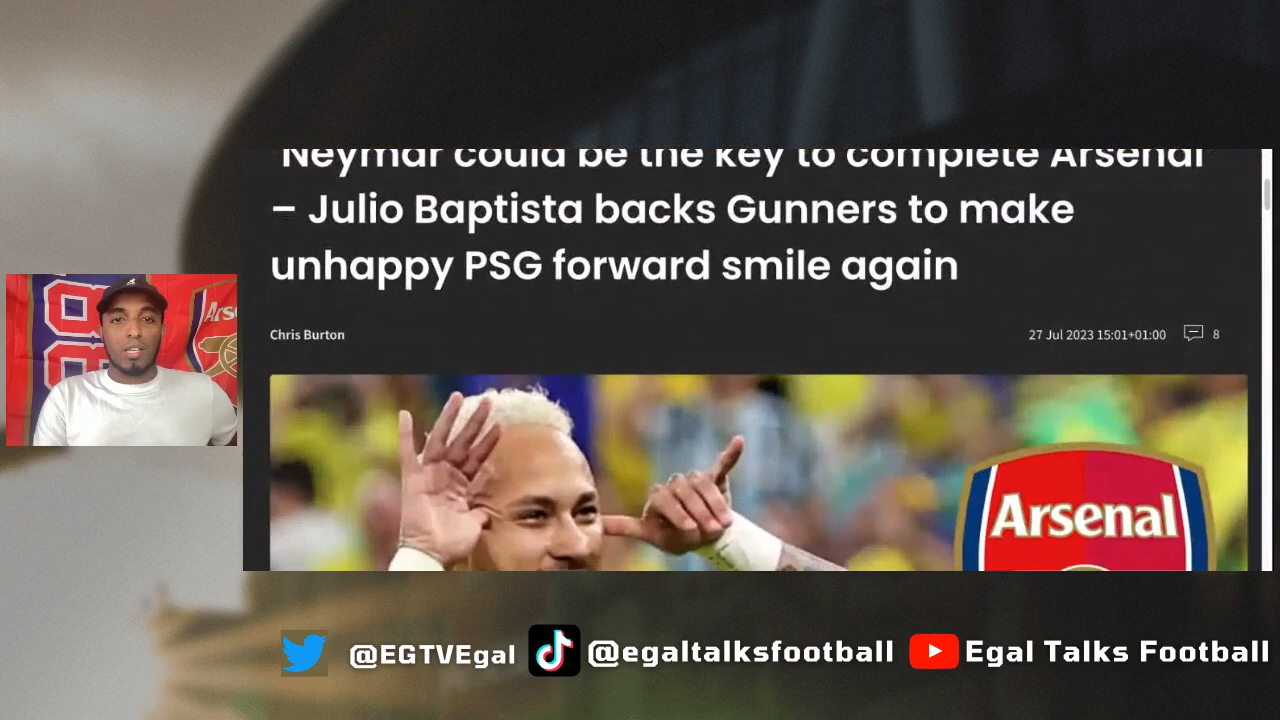 'Neymar could be the key to complete Arsenal'
– Julio Baptista backs Gunners to make
unhappy PSG forward smile again
Chris Burton
27 Jul 2023 15:01+01:00
8
Arse
Arsenal
@EGTVEgal
@egaltalksfootball
Egal Talks Football